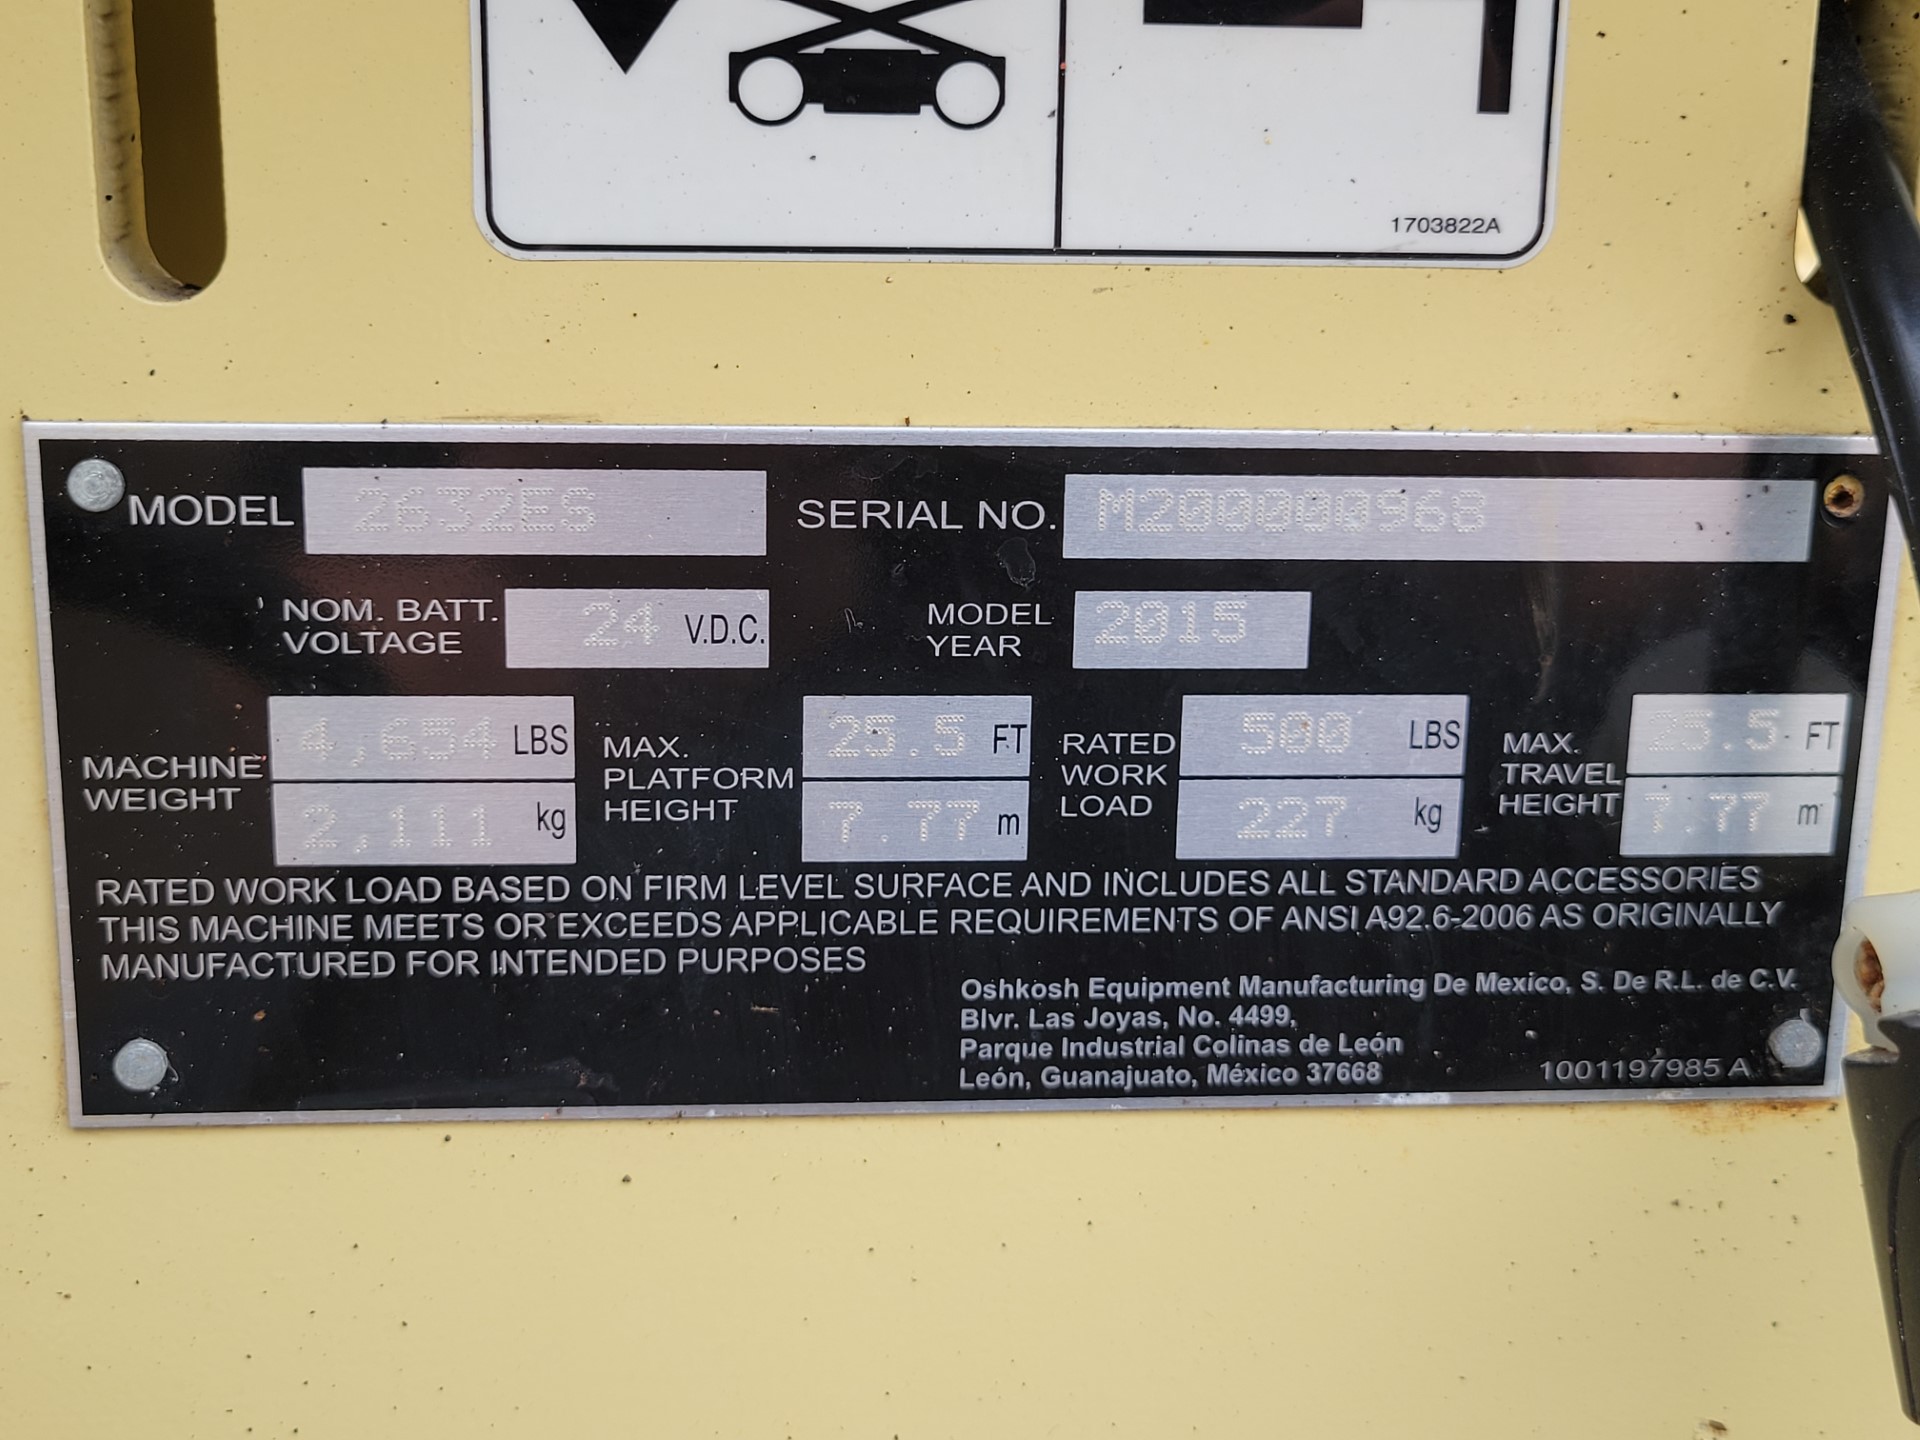 1703822A
MODEL 2632ES SERIAL NO. M200000968
NOM. BATT. VOLTAGE 24 V.D.C. MODEL YEAR 2015
MACHINE WEIGHT 4,654 LBS 2,111 kg MAX. PLATFORM HEIGHT 25.5 FT 7.77 m RATED WORK LOAD 500 LBS 227 kg MAX. TRAVEL HEIGHT 25.5 FT 7.77 m
RATED WORK LOAD BASED ON FIRM LEVEL SURFACE AND INCLUDES ALL STANDARD ACCESSORIES
THIS MACHINE MEETS OR EXCEEDS APPLICABLE REQUIREMENTS OF ANSI A92.6-2006 AS ORIGINALLY
MANUFACTURED FOR INTENDED PURPOSES
Oshkosh Equipment Manufacturing De Mexico, S. De R.L. de C.V.
Blvr. Las Joyas, No. 4499,
Parque Industrial Colinas de León
León, Guanajuato, México 37668
1001197985 A